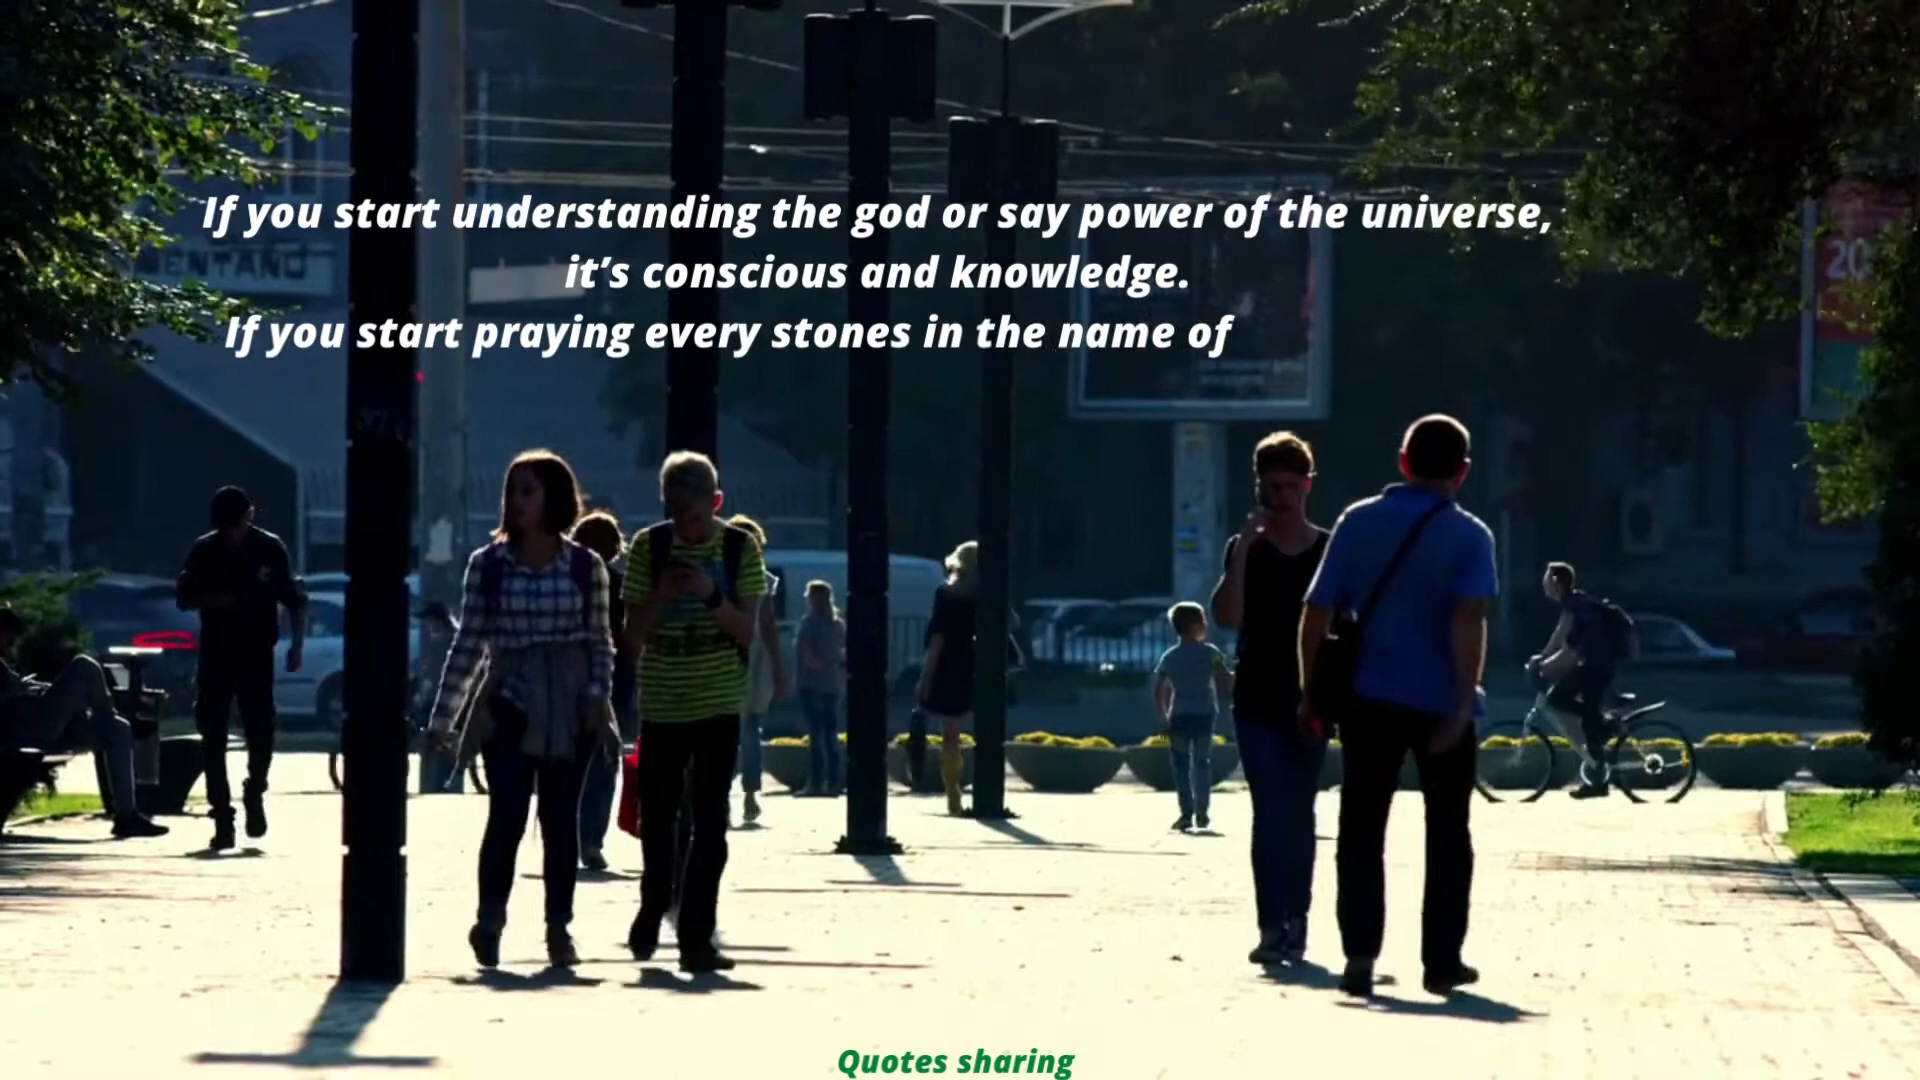 If you start understanding the god or say power of the universe,
it’s conscious and knowledge.
If you start praying every stones in the name of
20
Quotes sharing